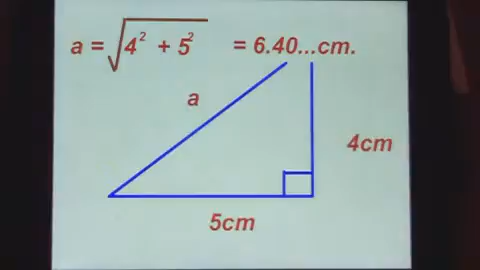 a = √4² + 5² = 6.40...cm.
a
4cm
5cm